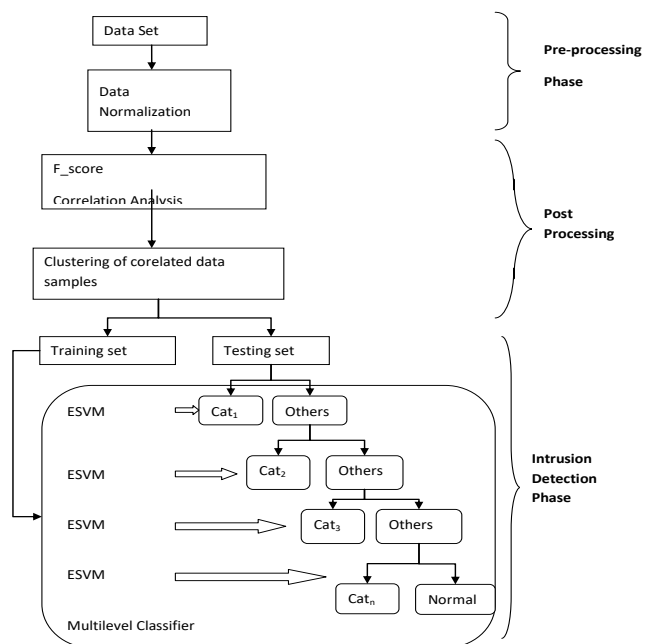 Data Set
Pre-processing
Phase
Data
Normalization
F_score
Correlation Analysis
Post
Processing
Clustering of corelated data
samples
Training set
Testing set
ESVM
Cat₁
Others
ESVM
Cat₂
Others
Intrusion
Detection
Phase
ESVM
Cat₃
Others
ESVM
Catₙ
Normal
Multilevel Classifier